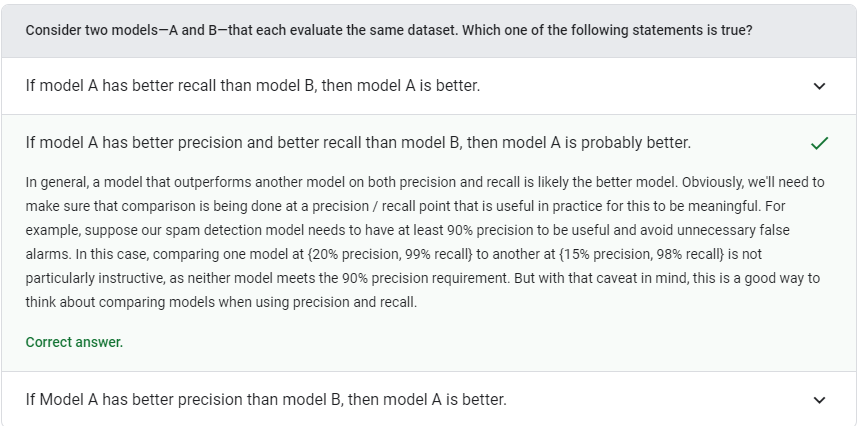 Consider two models—A and B—that each evaluate the same dataset. Which one of the following statements is true?
If model A has better recall than model B, then model A is better.
If model A has better precision and better recall than model B, then model A is probably better.
In general, a model that outperforms another model on both precision and recall is likely the better model. Obviously, we'll need to
make sure that comparison is being done at a precision / recall point that is useful in practice for this to be meaningful. For
example, suppose our spam detection model needs to have at least 90% precision to be useful and avoid unnecessary false
alarms. In this case, comparing one model at {20% precision, 99% recall} to another at {15% precision, 98% recall} is not
particularly instructive, as neither model meets the 90% precision requirement. But with that caveat in mind, this is a good way to
think about comparing models when using precision and recall.
Correct answer.
If Model A has better precision than model B, then model A is better.